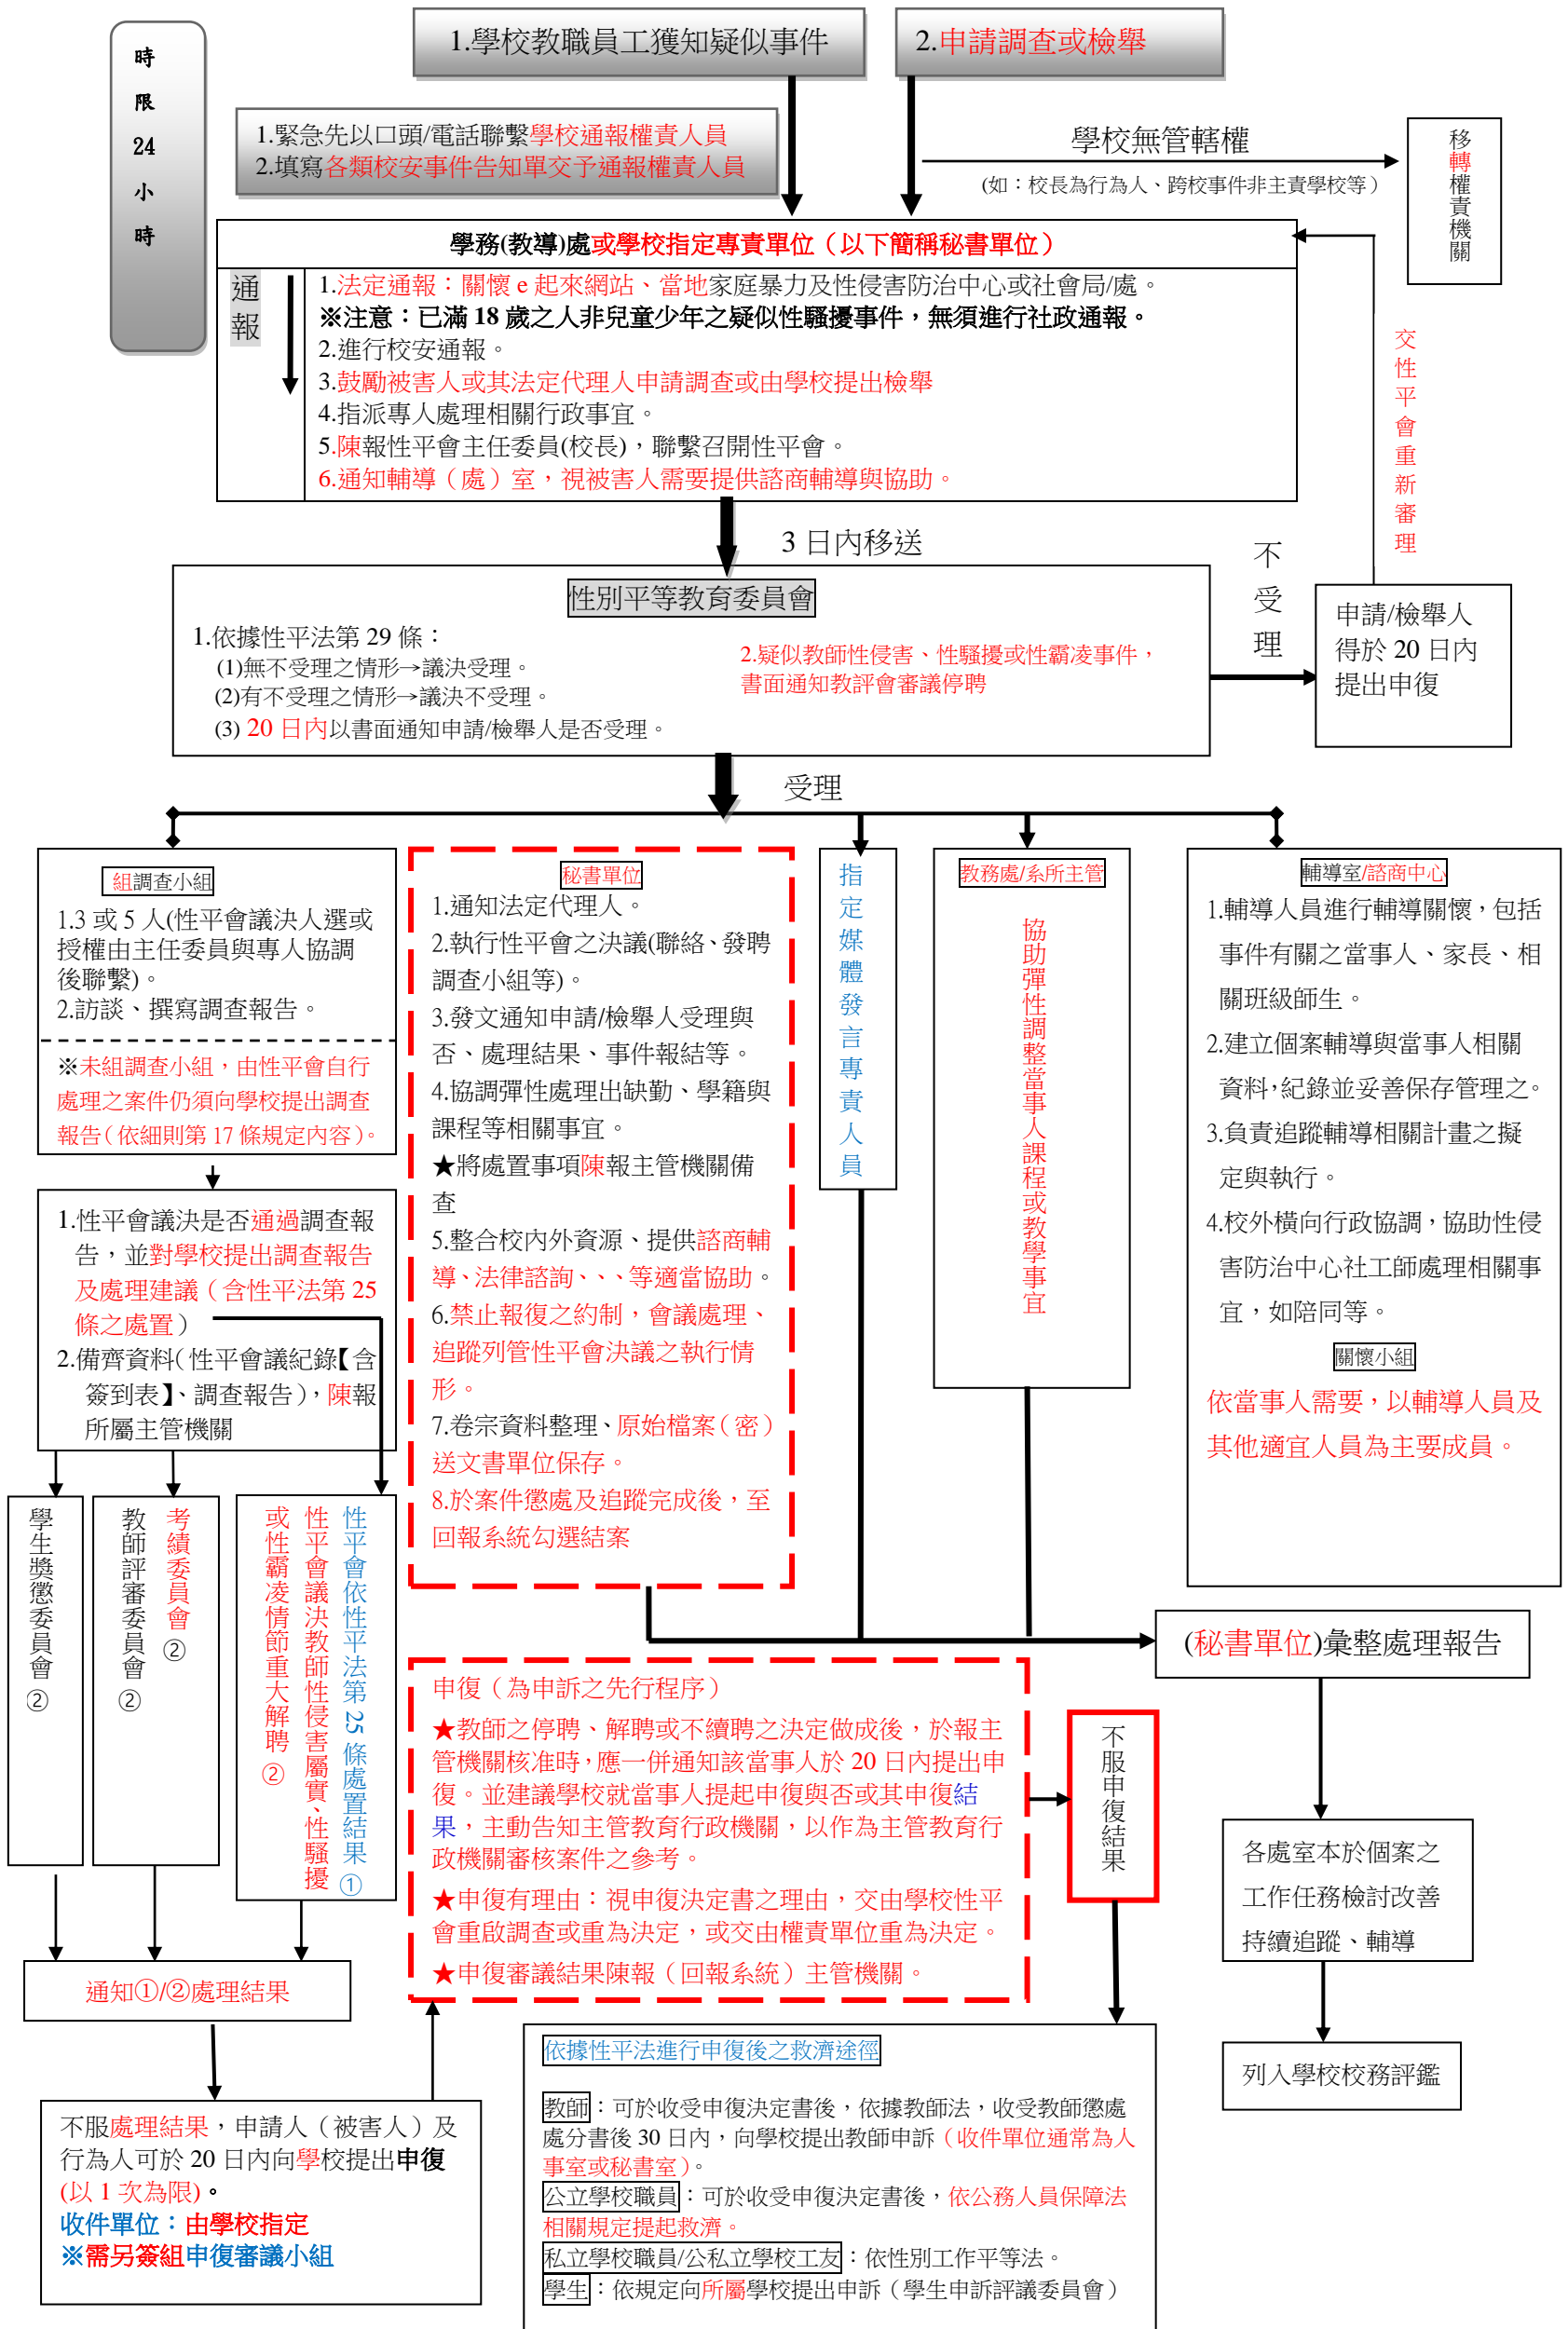 時限24小時
1.學校教職員工獲知疑似事件
2.申請調查或檢舉
1.緊急先以口頭/電話聯繫學校通報權責人員
2.填寫各類校安事件告知單交予通報權責人員
學校無管轄權
(如：校長為行為人、跨校事件非主責學校等）
移轉權責機關
學務(教導)處或學校指定專責單位（以下簡稱秘書單位）
通報
1.法定通報：關懷 e 起來網站、當地家庭暴力及性侵害防治中心或社會局/處。
※注意：已滿 18 歲之人非兒童少年之疑似性騷擾事件，無須進行社政通報。
2.進行校安通報。
3.鼓勵被害人或其法定代理人申請調查或由學校提出檢舉
4.指派專人處理相關行政事宜。
5.陳報性平會主任委員(校長)，聯繫召開性平會。
6.通知輔導（處）室，視被害人需要提供諮商輔導與協助。
交性平會重新審理
3 日內移送
性別平等教育委員會
1.依據性平法第 29 條：
(1)無不受理之情形→議決受理。
(2)有不受理之情形→議決不受理。
(3) 20 日內以書面通知申請/檢舉人是否受理。
2.疑似教師性侵害、性騷擾或性霸凌事件，
書面通知教評會審議停聘
不受理
申請/檢舉人
得於 20 日內
提出申復
受理
組調查小組
1.3 或 5 人(性平會議決人選或
授權由主任委員與專人協調
後聯繫)。
2.訪談、撰寫調查報告。
※未組調查小組，由性平會自行
處理之案件仍須向學校提出調查
報告（依細則第 17 條規定內容）。
秘書單位
1.通知法定代理人。
2.執行性平會之決議(聯絡、發聘
調查小組等)。
3.發文通知申請/檢舉人受理與
否、處理結果、事件報結等。
4.協調彈性處理出缺勤、學籍與
課程等相關事宜。
★將處置事項陳報主管機關備
查
5.整合校內外資源、提供諮商輔
導、法律諮詢、、、等適當協助。
6.禁止報復之約制，會議處理、
追蹤列管性平會決議之執行情
形。
7.卷宗資料整理、原始檔案（密）
送文書單位保存。
8.於案件懲處及追蹤完成後，至
回報系統勾選結案
指定媒體發言專責人員
教務處/系所主管
協助彈性調整當事人課程或教學事宜
輔導室/諮商中心
1.輔導人員進行輔導關懷，包括
事件有關之當事人、家長、相
關班級師生。
2.建立個案輔導與當事人相關
資料，紀錄並妥善保存管理之。
3.負責追蹤輔導相關計畫之擬
定與執行。
4.校外橫向行政協調，協助性侵
害防治中心社工師處理相關事
宜，如陪同等。
關懷小組
依當事人需要，以輔導人員及
其他適宜人員為主要成員。
1.性平會議決是否通過調查報
告，並對學校提出調查報告
及處理建議（含性平法第 25
條之處置）
2.備齊資料（性平會議紀錄【含
簽到表】、調查報告），陳報
所屬主管機關
學生獎懲委員會②
考績委員會②
教師評審委員會②
性平會依性平法第 25 條處置結果①
性平會議決教師性侵害屬實、性騷擾
或性霸凌情節重大解聘②
(秘書單位)彙整處理報告
申復（為申訴之先行程序）
★教師之停聘、解聘或不續聘之決定做成後，於報主
管機關核准時，應一併通知該當事人於 20 日內提出申
復。並建議學校就當事人提起申復與否或其申復結
果，主動告知主管教育行政機關，以作為主管教育行
政機關審核案件之參考。
★申復有理由：視申復決定書之理由，交由學校性平
會重啟調查或重為決定，或交由權責單位重為決定。
★申復審議結果陳報（回報系統）主管機關。
不服申復結果
各處室本於個案之
工作任務檢討改善
持續追蹤、輔導
通知①/②處理結果
列入學校校務評鑑
不服處理結果，申請人（被害人）及
行為人可於 20 日內向學校提出申復
(以 1 次為限)。
收件單位：由學校指定
※需另簽組申復審議小組
依據性平法進行申復後之救濟途徑
教師：可於收受申復決定書後，依據教師法，收受教師懲處
處分書後 30 日內，向學校提出教師申訴（收件單位通常為人
事室或秘書室）。
公立學校職員：可於收受申復決定書後，依公務人員保障法
相關規定提起救濟。
私立學校職員/公私立學校工友：依性別工作平等法。
學生：依規定向所屬學校提出申訴（學生申訴評議委員會）